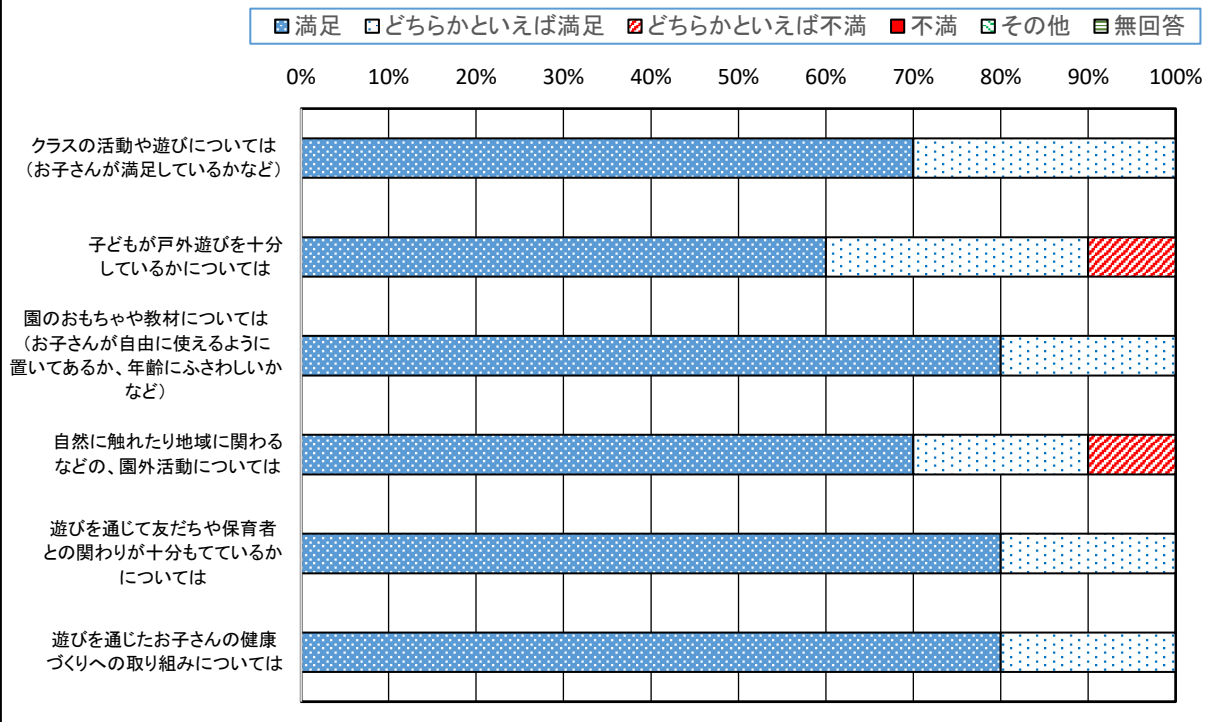 満足 どちらかといえば満足 どちらかといえば不満 不満 その他 無回答
0% 10% 20% 30% 40% 50% 60% 70% 80% 90% 100%
クラスの活動や遊びについては
（お子さんが満足しているかなど）
子どもが戸外遊びを十分
しているかについては
園のおもちゃや教材については
（お子さんが自由に使えるように
置いてあるか、年齢にふさわしいか
など）
自然に触れたり地域に関わる
などの、園外活動については
遊びを通じて友だちや保育者
との関わりが十分もてているか
については
遊びを通じたお子さんの健康
づくりへの取り組みについては